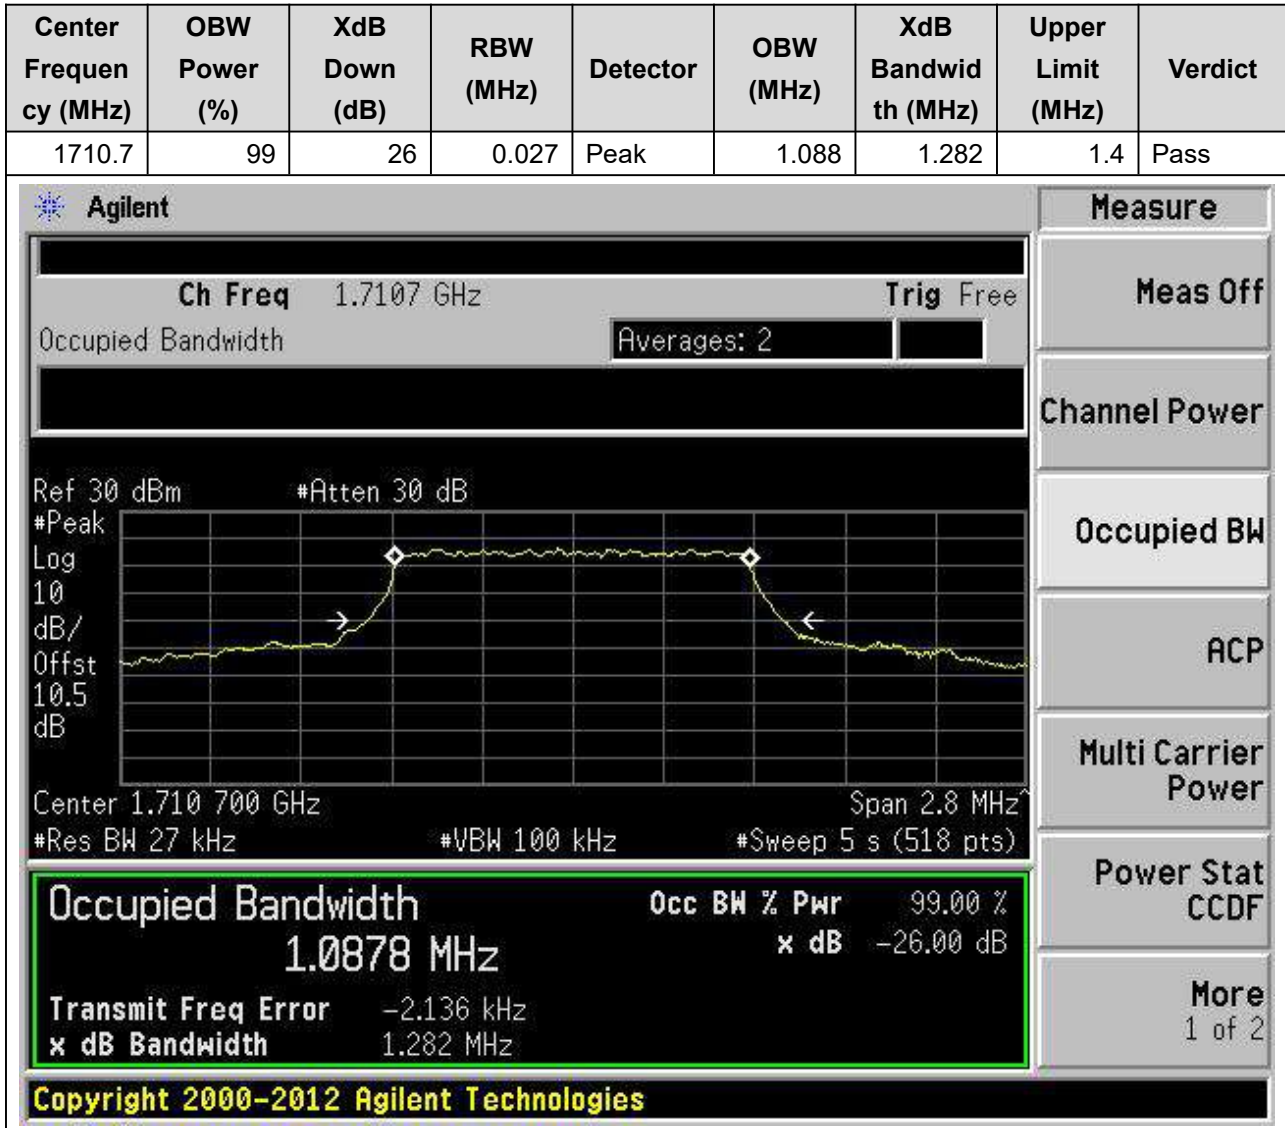 Center Frequen cy (MHz) OBW Power (%) XdB Down (dB) RBW (MHz) Detector OBW (MHz) XdB Bandwid th (MHz) Upper Limit (MHz) Verdict
1710.7 99 26 0.027 Peak 1.088 1.282 1.4 Pass
Agilent
Measure
Ch Freq 1.7107 GHz Trig Free
Meas Off
Occupied Bandwidth Averages: 2
Channel Power
Ref 30 dBm #Atten 30 dB
#Peak
Log
10
dB/
Offst
10.5
dB
Occupied BW
ACP
Multi Carrier
Power
Center 1.710 700 GHz Span 2.8 MHz^
#Res BW 27 kHz #VBW 100 kHz #Sweep 5 s (518 pts)
Power Stat
CCDF
Occupied Bandwidth Occ BW % Pwr 99.00 %
1.0878 MHz x dB -26.00 dB
Transmit Freq Error -2.136 kHz
x dB Bandwidth 1.282 MHz
More
1 of 2
Copyright 2000-2012 Agilent Technologies